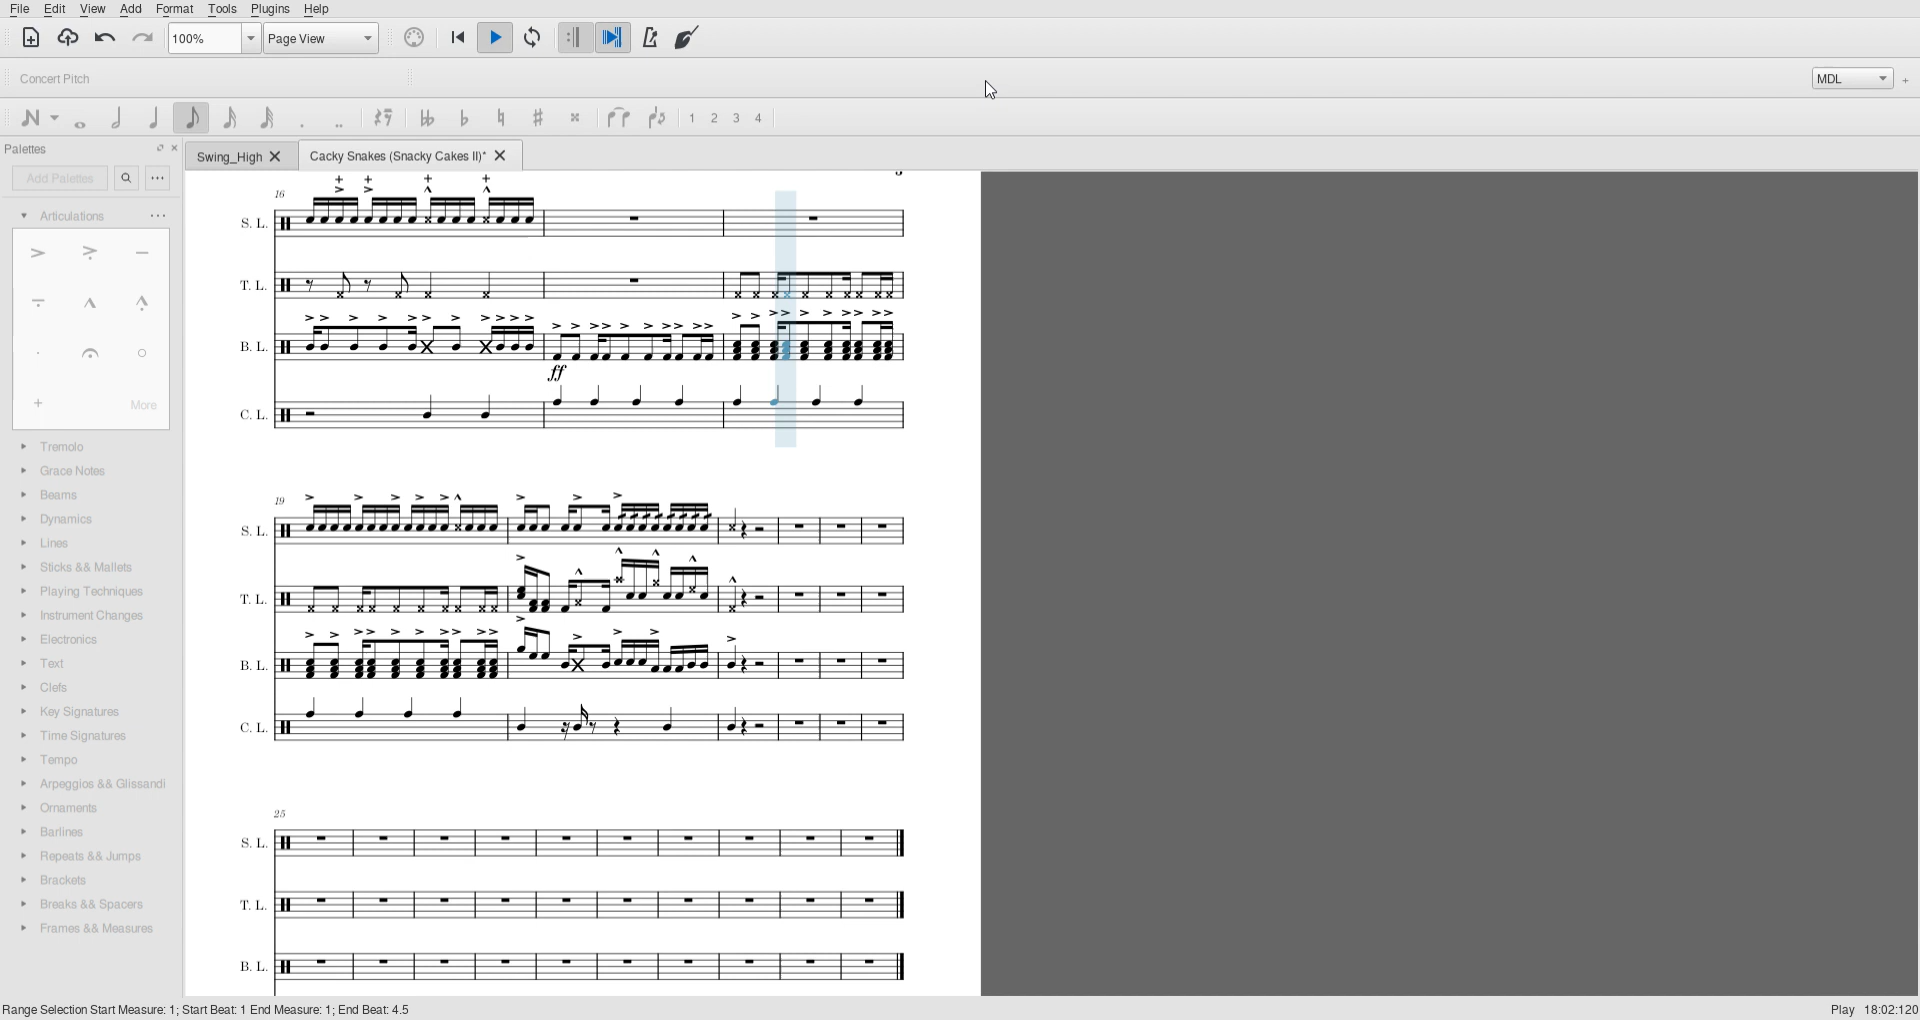 File Edit View Add Format Tools Plugins Help
100% Page View
Concert Pitch MDL +
1 2 3 4
Palettes
Swing_High Cacky Snakes (Snacky Cakes II)*
Add Palettes ...
Articulations ...
More
Tremolo
Grace Notes
Beams
Dynamics
Lines
Sticks && Mallets
Playing Techniques
Instrument Changes
Electronics
Text
Clefs
Key Signatures
Time Signatures
Tempo
Arpeggios && Glissandi
Ornaments
Barlines
Repeats && Jumps
Brackets
Breaks && Spacers
Frames && Measures
16
S. L.
T. L.
B. L.
ff
C. L.
19
S. L.
T. L.
B. L.
C. L.
25
S. L.
T. L.
B. L.
Range Selection Start Measure: 1; Start Beat: 1 End Measure: 1; End Beat: 4.5 Play 18:02:120